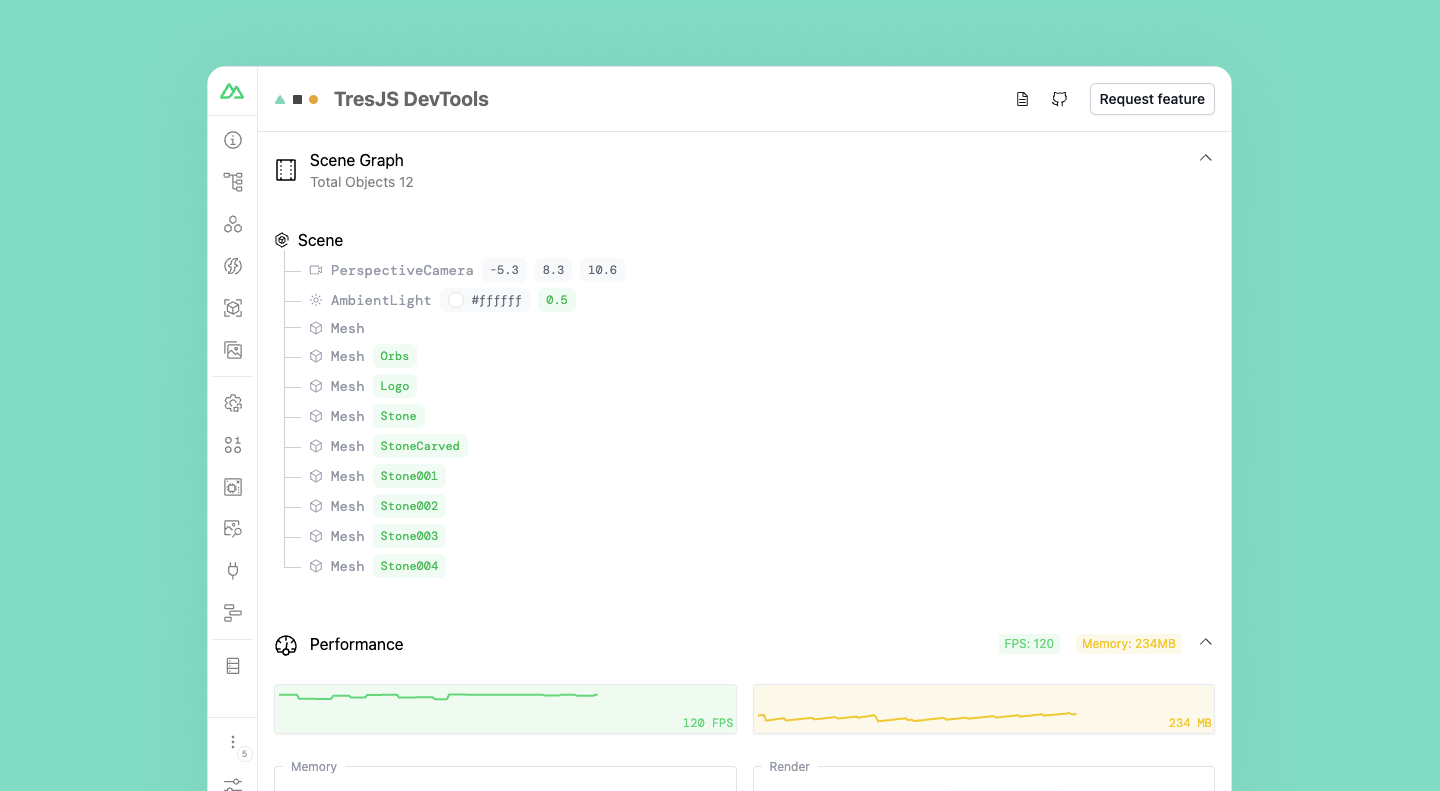 TresJS DevTools
Request feature
Scene Graph
Total Objects 12
Scene
PerspectiveCamera -5.3 8.3 10.6
AmbientLight #ffffff 0.5
Mesh
Mesh Orbs
Mesh Logo
Mesh Stone
Mesh StoneCarved
Mesh Stone001
Mesh Stone002
Mesh Stone003
Mesh Stone004
Performance FPS: 120 Memory: 234MB
120 FPS 234 MB
5
Memory Render